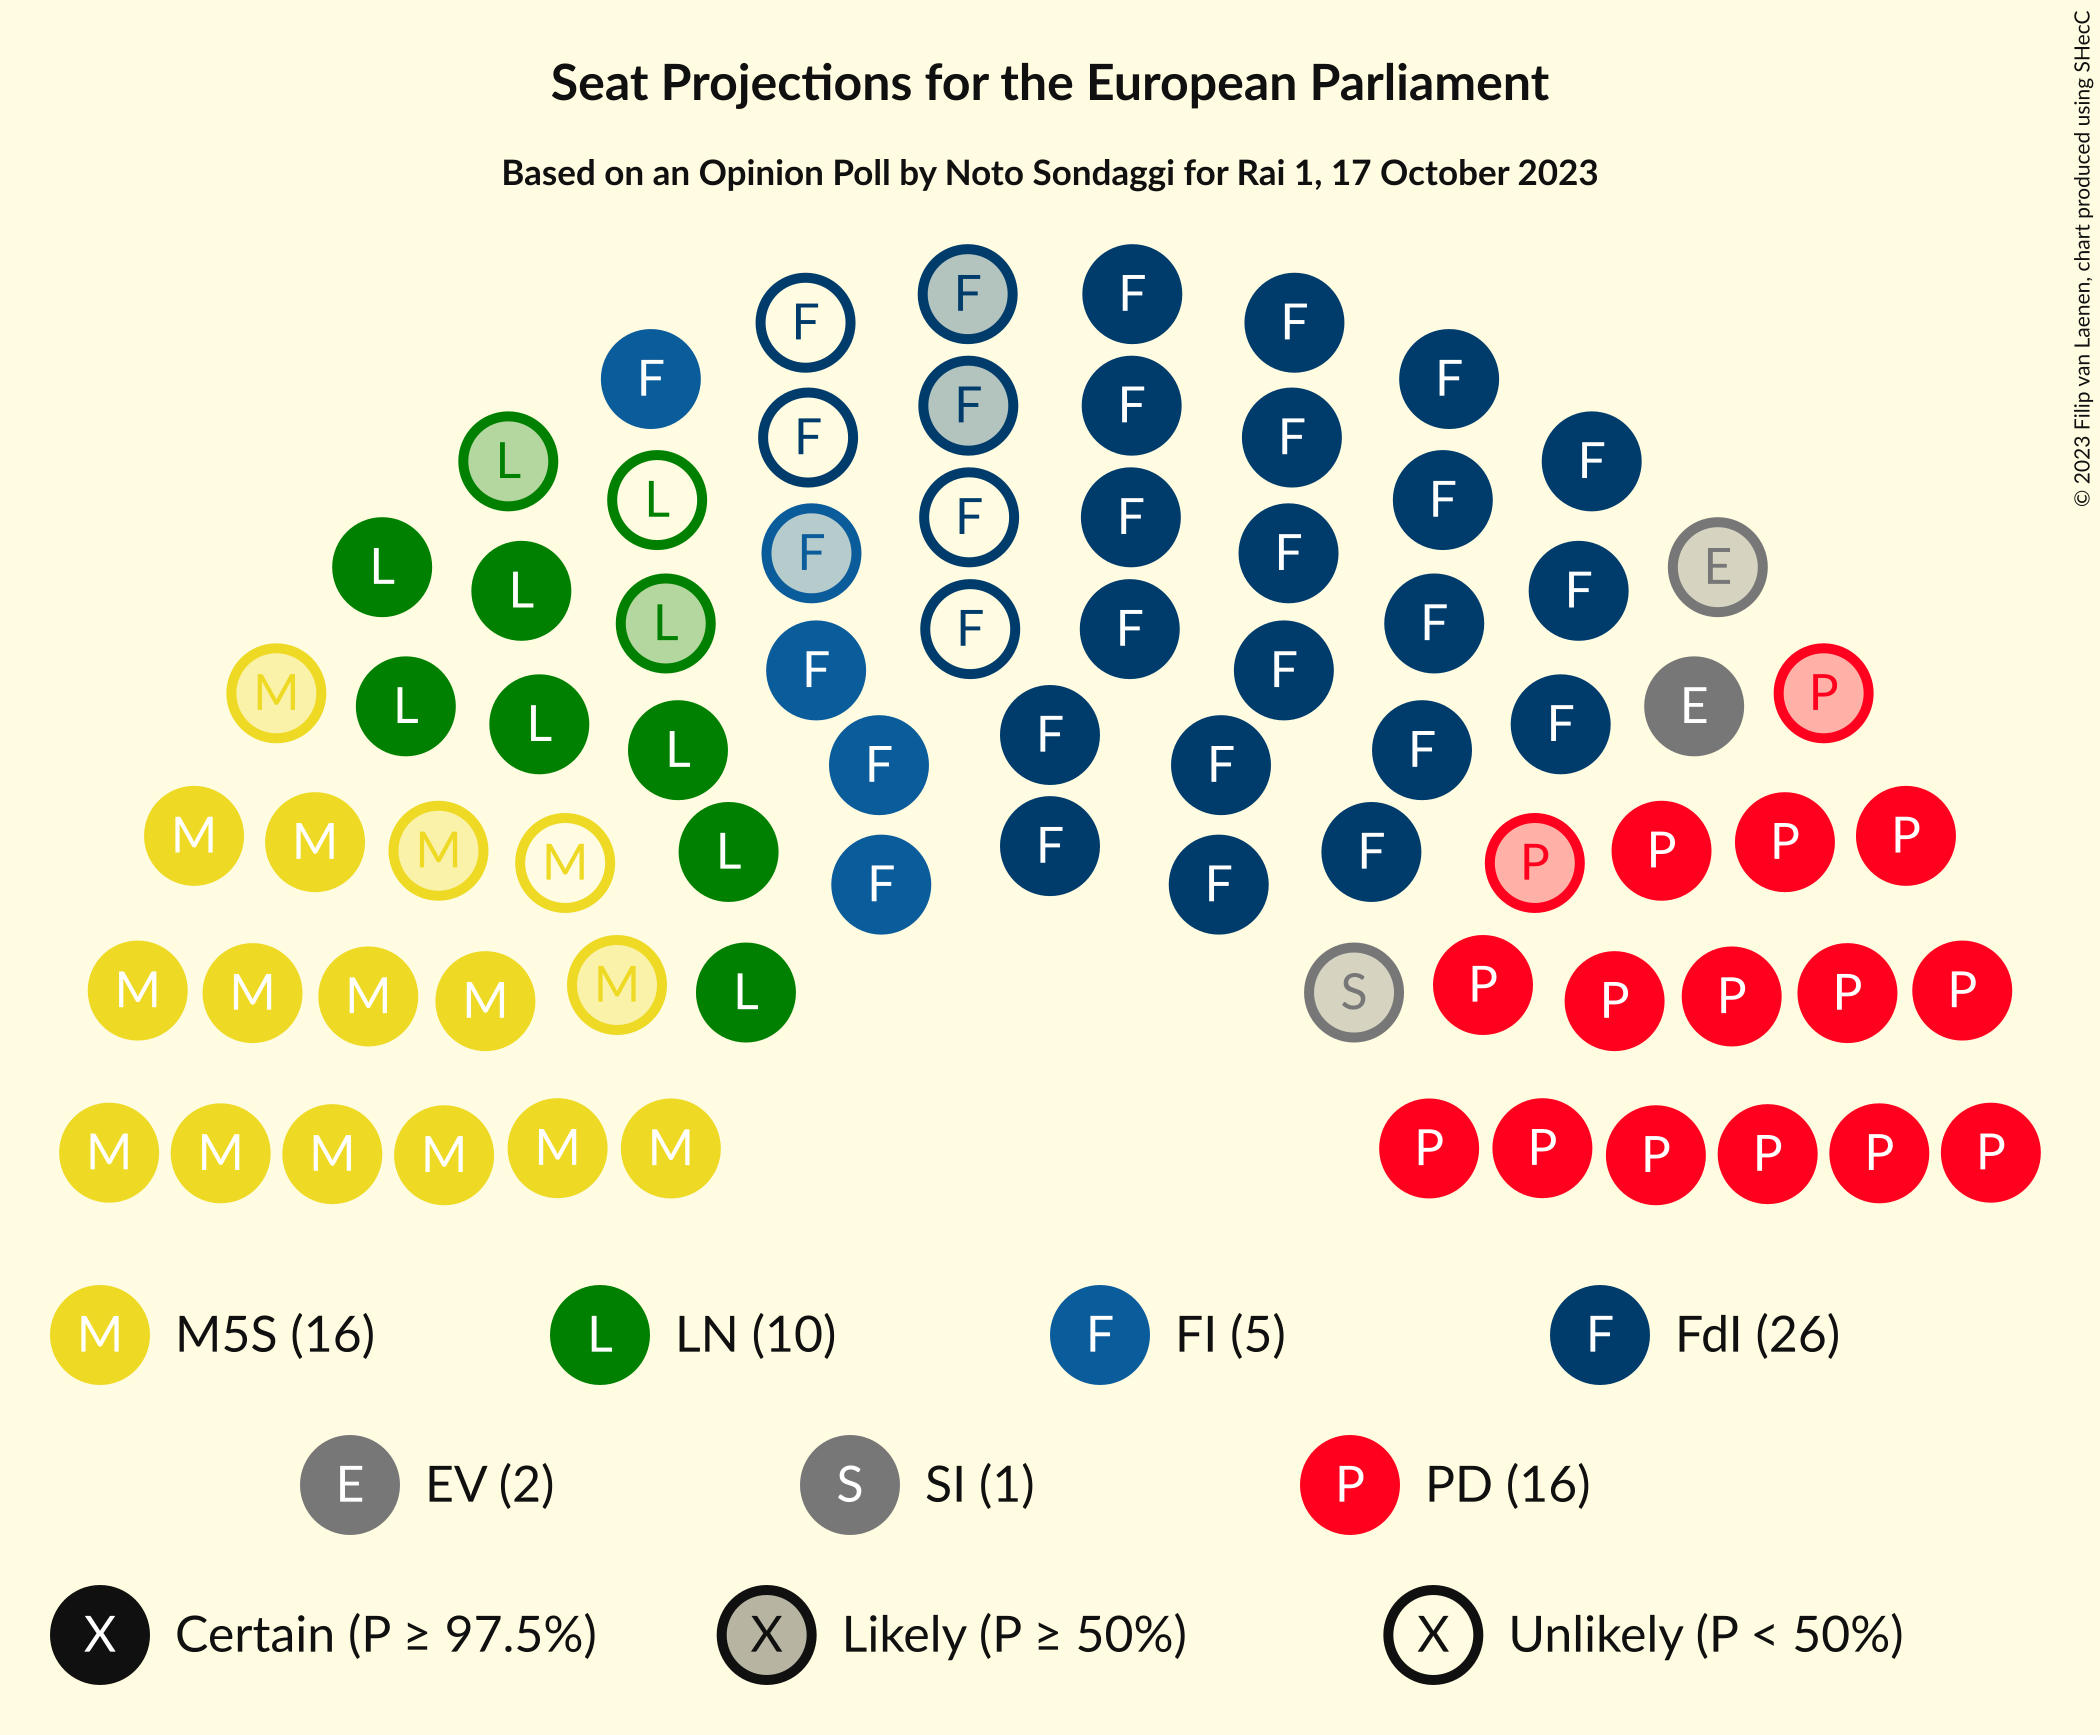 Seat Projections for the European Parliament
Based on an Opinion Poll by Noto Sondaggi for Rai 1, 17 October 2023
© 2023 Filip van Laenen, chart produced using SHecC
F F F F
F F
F F F F
L L
F F F F
L F F E
L F F F F
L L F F
L F F F F
M L L L F F F F F E P
F F F
M M M M L F F P P P P
F F F
M M M M M L S P P P P P
M M M M M M P P P P P P
M M5S (16) L LN (10) F FI (5) F FdI (26)
E EV (2) S SI (1) P PD (16)
X Certain (P ≥ 97.5%) X Likely (P ≥ 50%) X Unlikely (P < 50%)